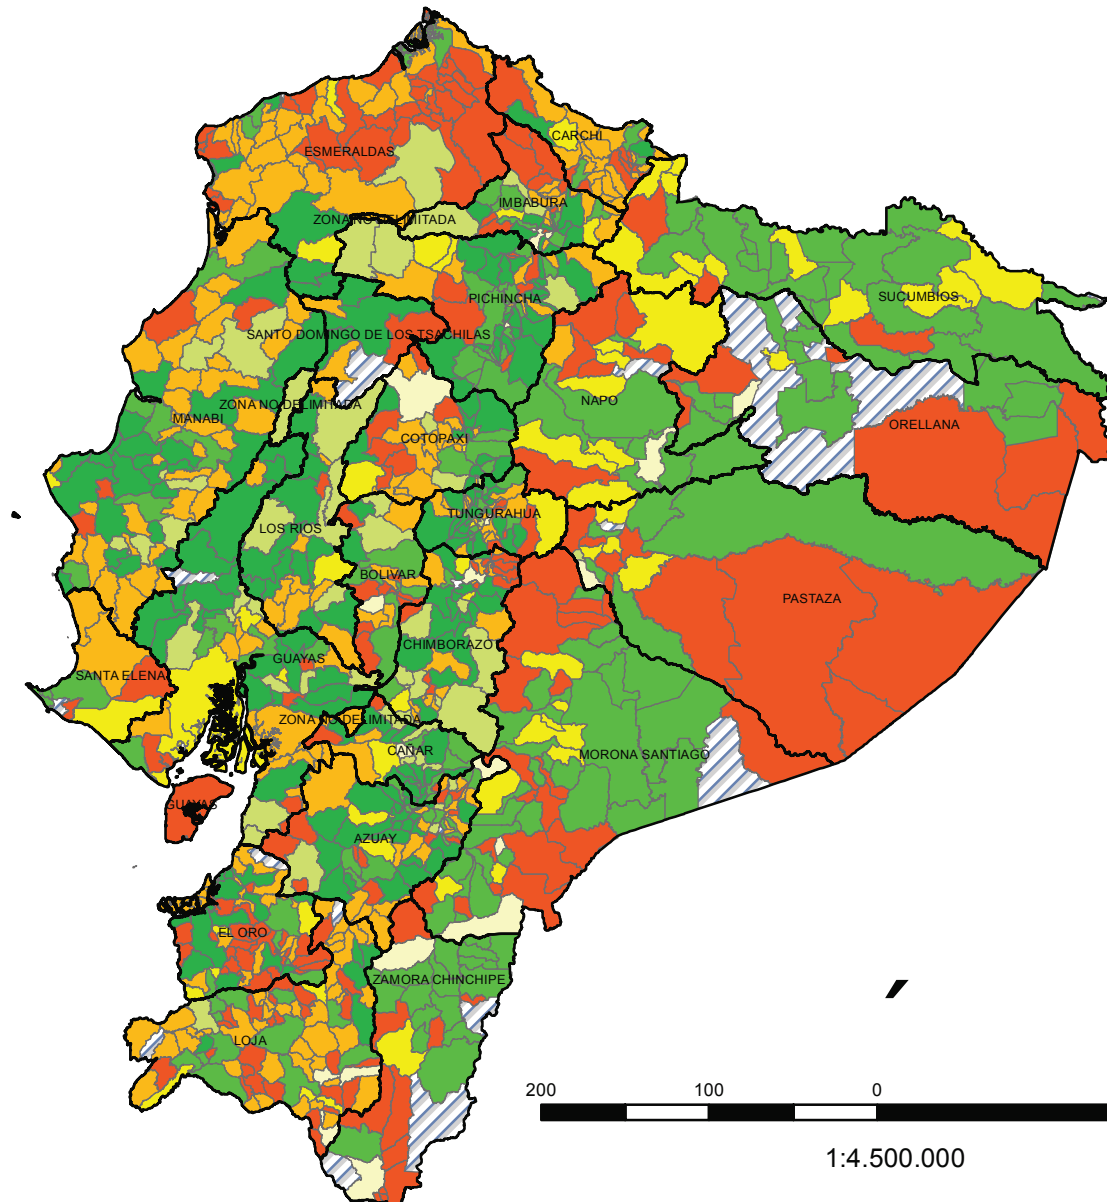 CARCHI
ESMERALDAS
IMBABURA
ZONA NO DELIMITADA
PICHINCHA
SUCUMBIOS
SANTO DOMINGO DE LOS TSACHILAS
NAPO
ZONA NO DELIMITADA
MANABI
ORELLANA
COTOPAXI
TUNGURAHUA
LOS RIOS
BOLIVAR
PASTAZA
CHIMBORAZO
GUAYAS
SANTA ELENA
ZONA NO DELIMITADA
CAÑAR
MORONA SANTIAGO
GUAYAS
AZUAY
EL ORO
ZAMORA CHINCHIPE
LOJA
200 100 0
1:4.500.000